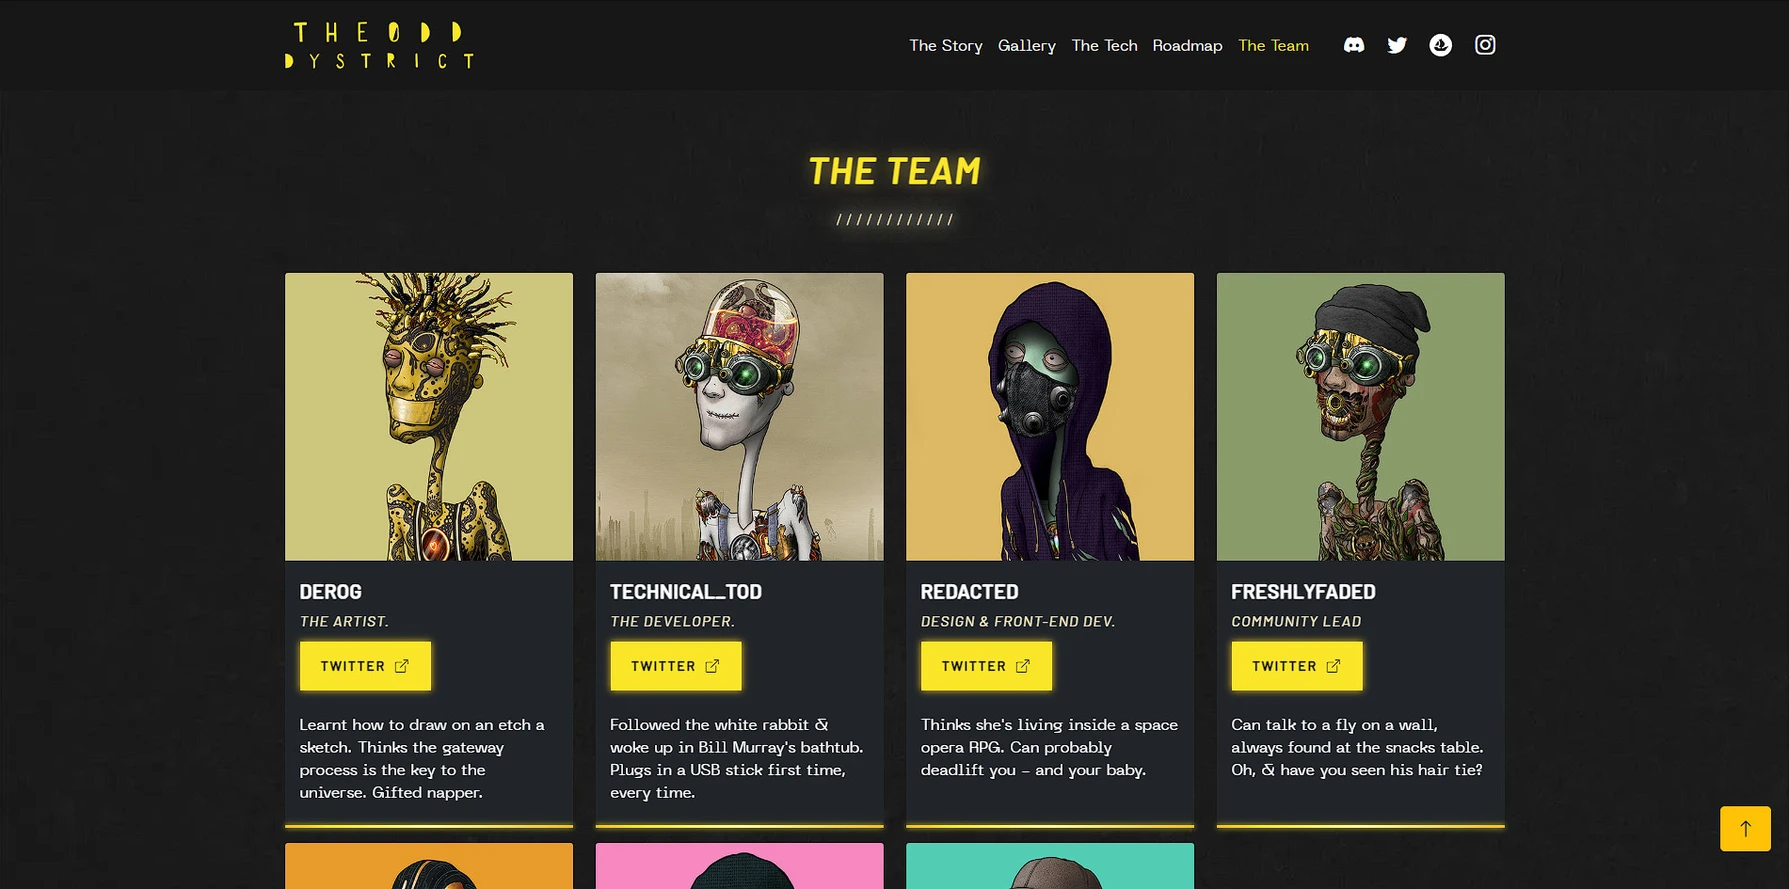 THE ODD
DYSTRICT
The Story Gallery The Tech Roadmap The Team
THE TEAM
////////////
DEROG
THE ARTIST.
TWITTER
Learnt how to draw on an etch a
sketch. Thinks the gateway
process is the key to the
universe. Gifted napper.
TECHNICAL_TOD
THE DEVELOPER.
TWITTER
Followed the white rabbit &
woke up in Bill Murray's bathtub.
Plugs in a USB stick first time,
every time.
REDACTED
DESIGN & FRONT-END DEV.
TWITTER
Thinks she's living inside a space
opera RPG. Can probably
deadlift you – and your baby.
FRESHLYFADED
COMMUNITY LEAD
TWITTER
Can talk to a fly on a wall,
always found at the snacks table.
Oh, & have you seen his hair tie?